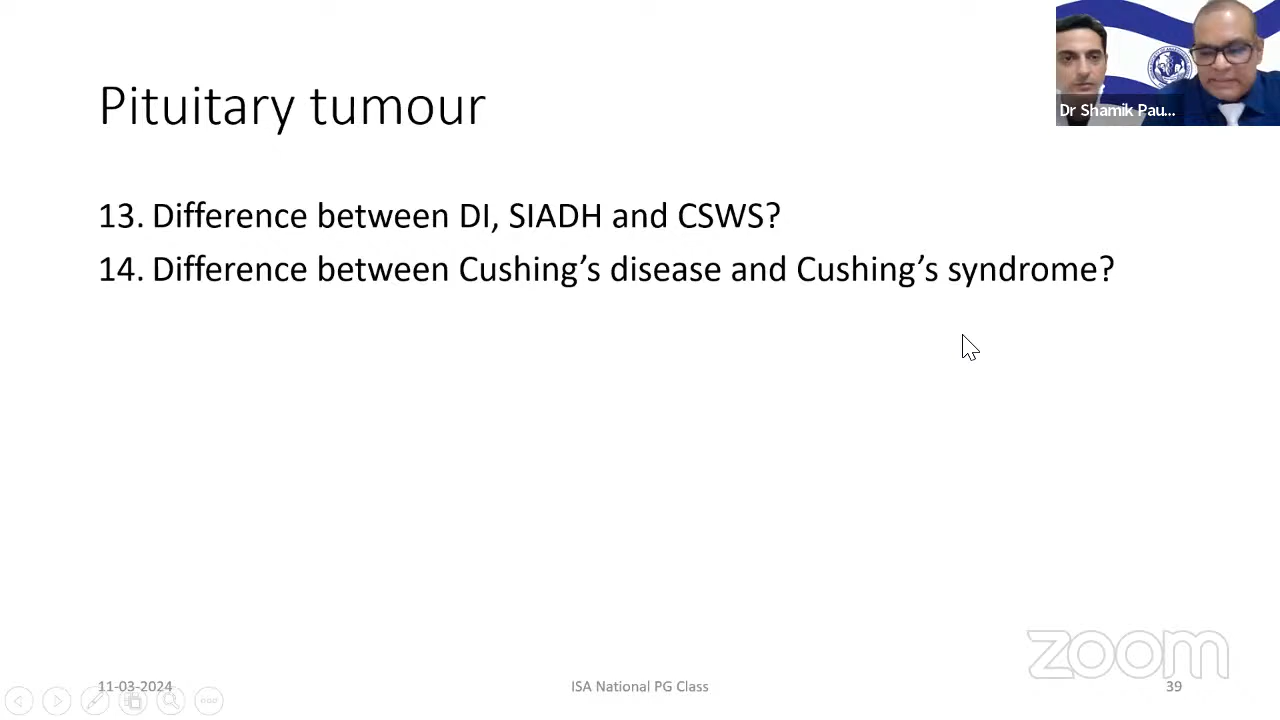 Dr Shamik Pau...
Pituitary tumour
13. Difference between DI, SIADH and CSWS?
14. Difference between Cushing’s disease and Cushing’s syndrome?
zoom
11-03-2024
ISA National PG Class
39